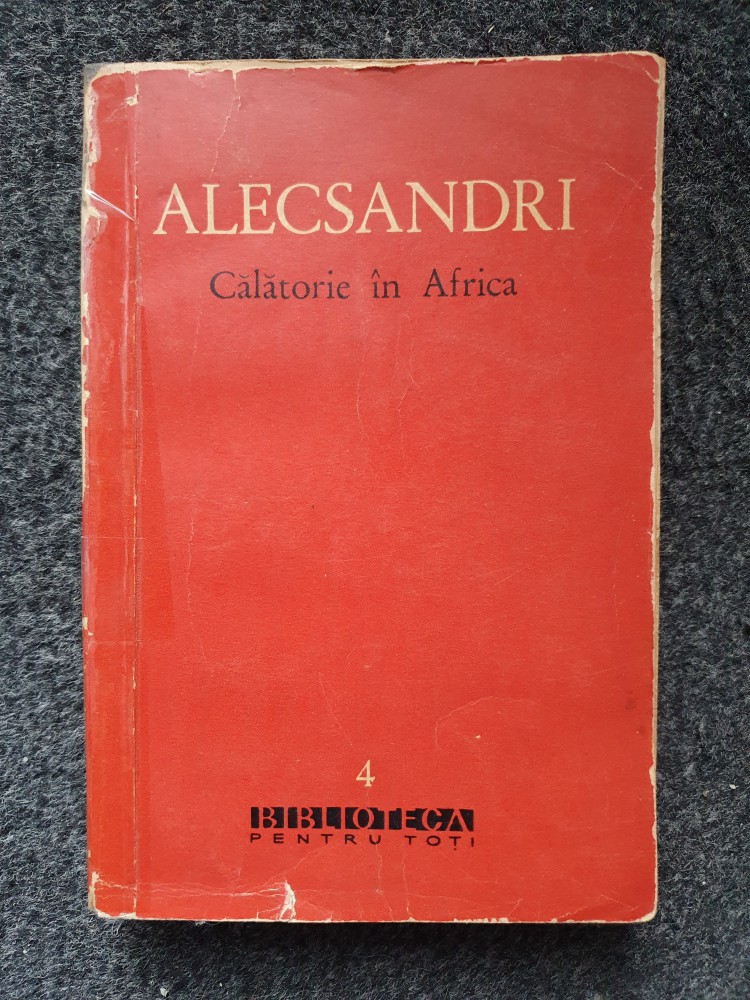 ALECSANDRI
Călătorie în Africa
4
BIBLIOTECA
PENTRU TOȚI